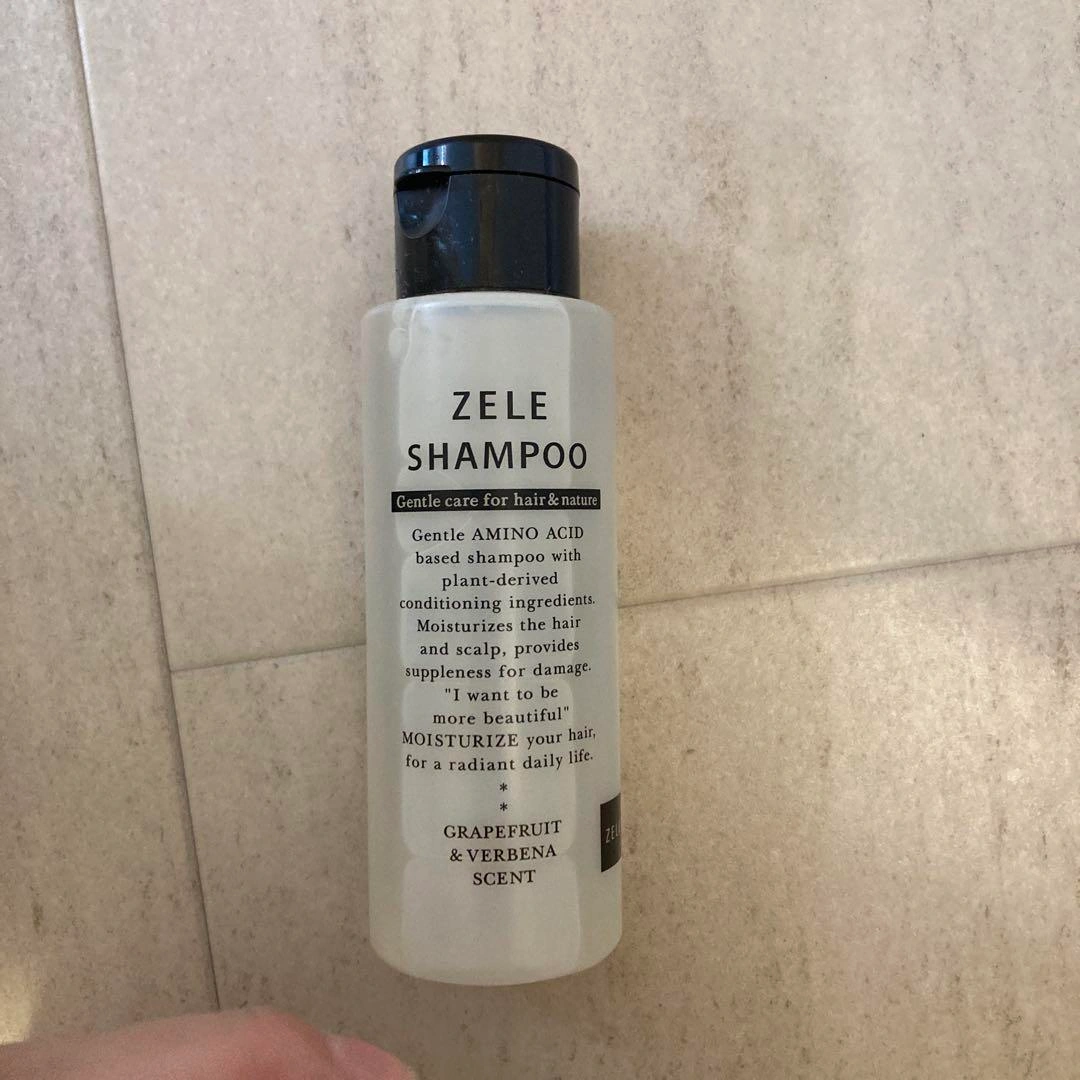 ZELE
SHAMPOO
Gentle care for hair & nature
Gentle AMINO ACID
based shampoo with
plant-derived
conditioning ingredients.
Moisturizes the hair
and scalp, provides
suppleness for damage.
"I want to be
more beautiful"
MOISTURIZE your hair,
for a radiant daily life.
*
*
GRAPEFRUIT
& VERBENA
SCENT